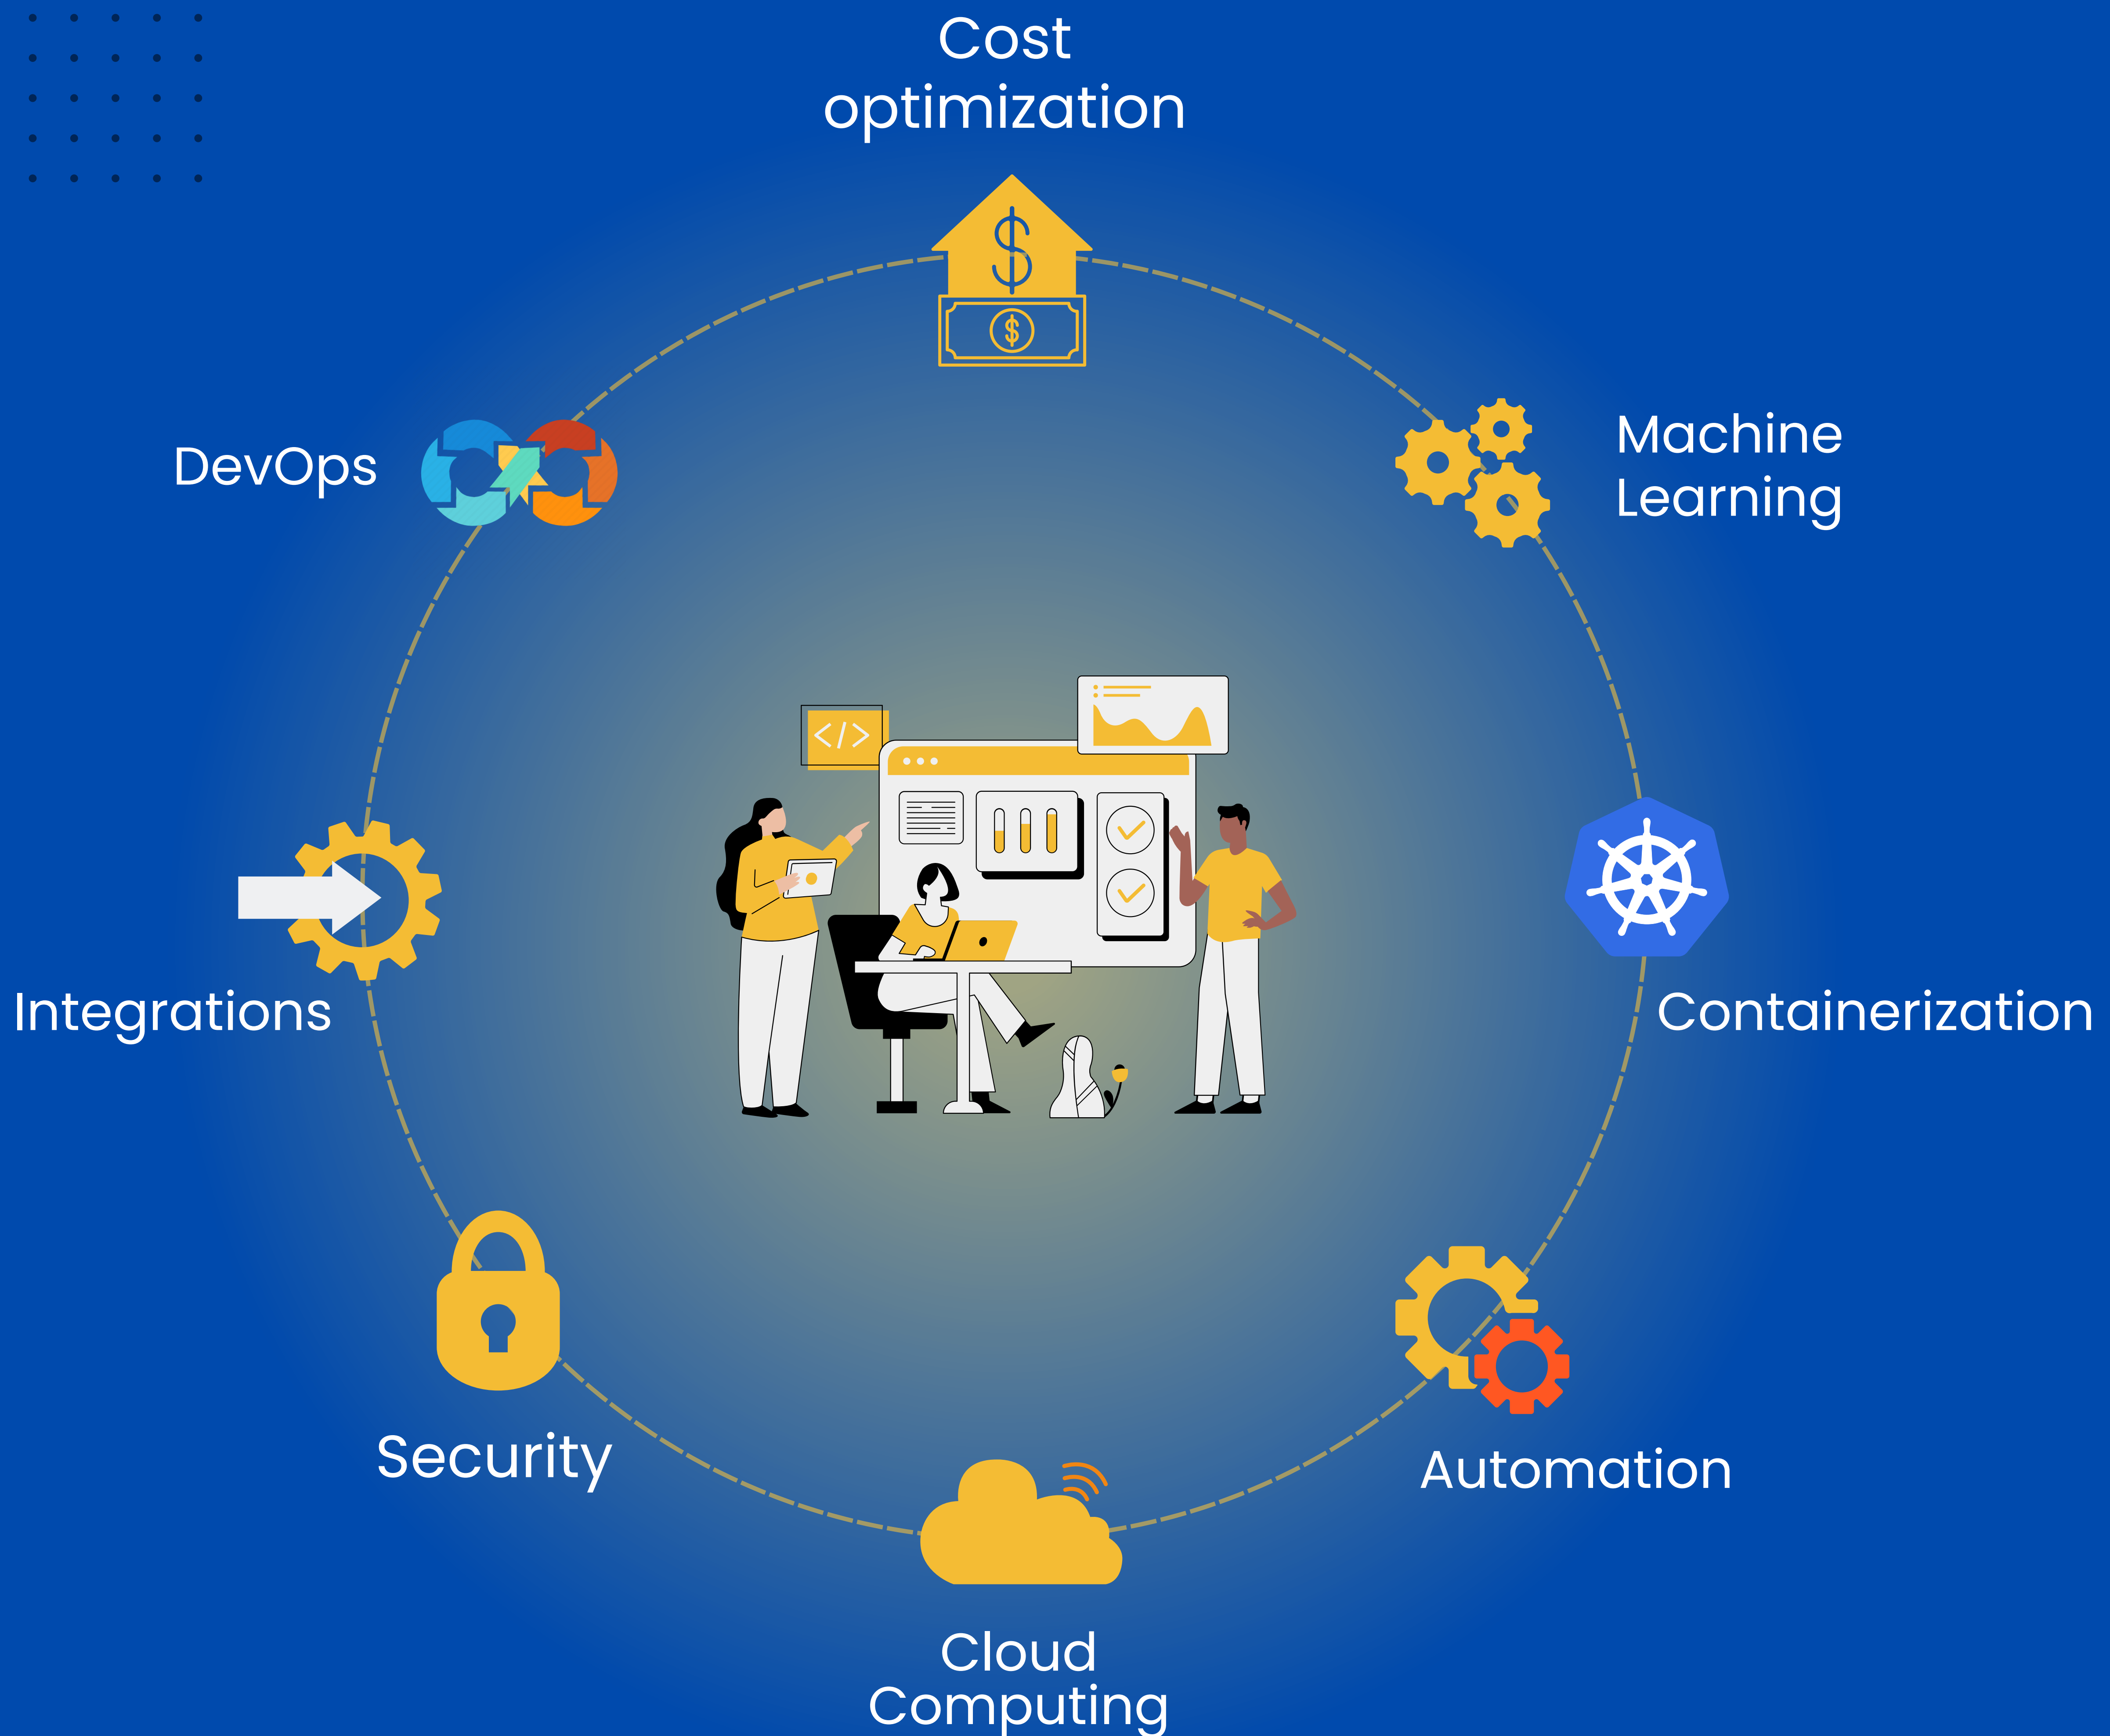 Cost
optimization
DevOps
Machine
Learning
$
$
</>
Integrations
Containerization
Security
Automation
Cloud
Computing